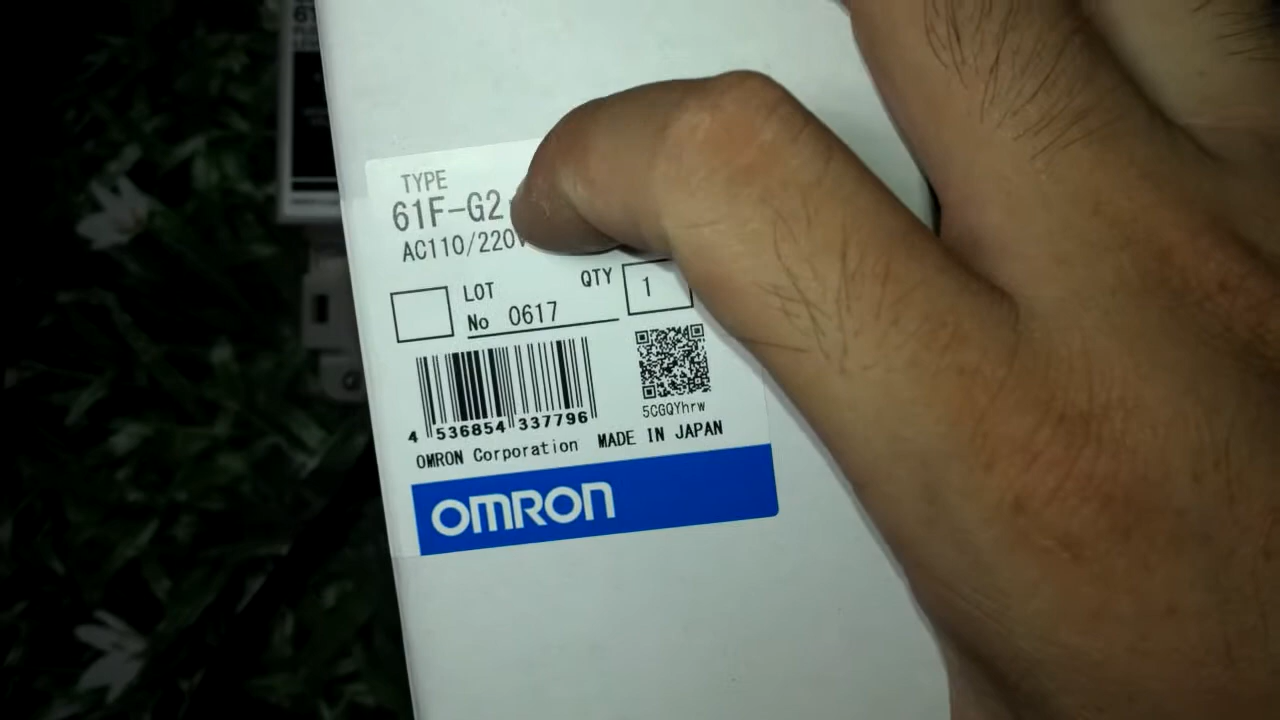 TYPE
61F-G2
AC110/220V
LOT
No 0617
QTY
1
4 536854 337796
5CGQYhrw
OMRON Corporation MADE IN JAPAN
OMRON